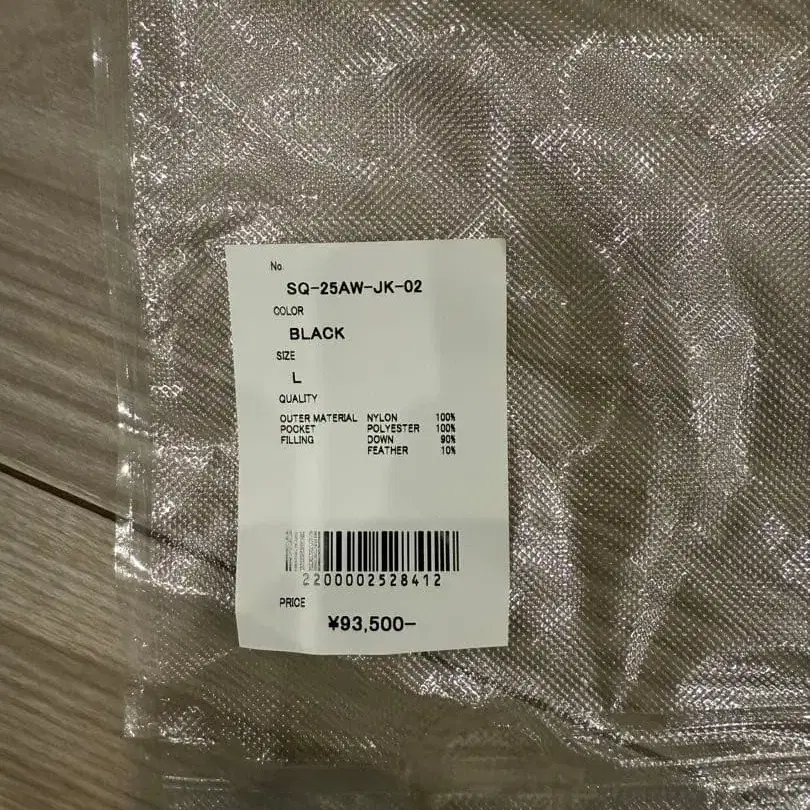 No.
SQ-25AW-JK-02
COLOR
BLACK
SIZE
L
QUALITY
OUTER MATERIAL NYLON 100%
POCKET POLYESTER 100%
FILLING DOWN 90%
FEATHER 10%
2200002528412
PRICE
¥93,500-